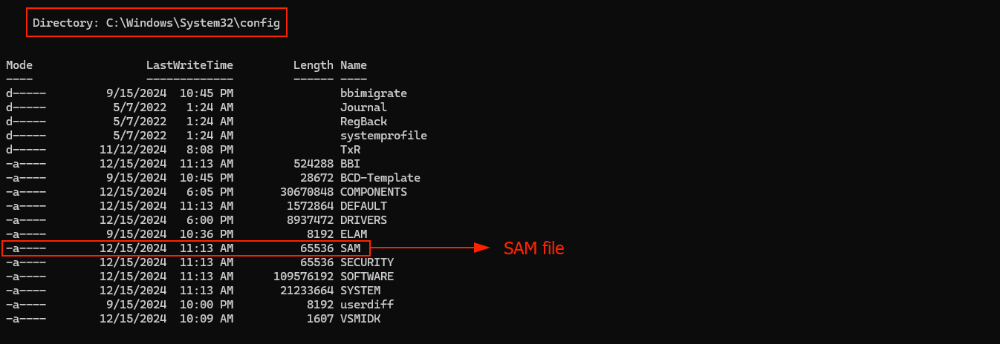 Directory: C:\Windows\System32\config
Mode LastWriteTime Length Name
---- ------------- ------ ----
d----- 9/15/2024 10:45 PM bbimigrate
d----- 5/7/2022 1:24 AM Journal
d----- 5/7/2022 1:24 AM RegBack
d----- 5/7/2022 1:24 AM systemprofile
d----- 11/12/2024 8:08 PM TxR
-a---- 12/15/2024 11:13 AM 524288 BBI
-a---- 9/15/2024 10:45 PM 28672 BCD-Template
-a---- 12/15/2024 6:05 PM 30670848 COMPONENTS
-a---- 12/15/2024 11:13 AM 1572864 DEFAULT
-a---- 12/15/2024 6:00 PM 8937472 DRIVERS
-a---- 9/15/2024 10:36 PM 8192 ELAM
-a---- 12/15/2024 11:13 AM 65536 SAM SAM file
-a---- 12/15/2024 11:13 AM 65536 SECURITY
-a---- 12/15/2024 11:13 AM 109576192 SOFTWARE
-a---- 12/15/2024 11:13 AM 21233664 SYSTEM
-a---- 9/15/2024 10:00 PM 8192 userdiff
-a---- 12/15/2024 10:09 AM 1607 VSMIDK